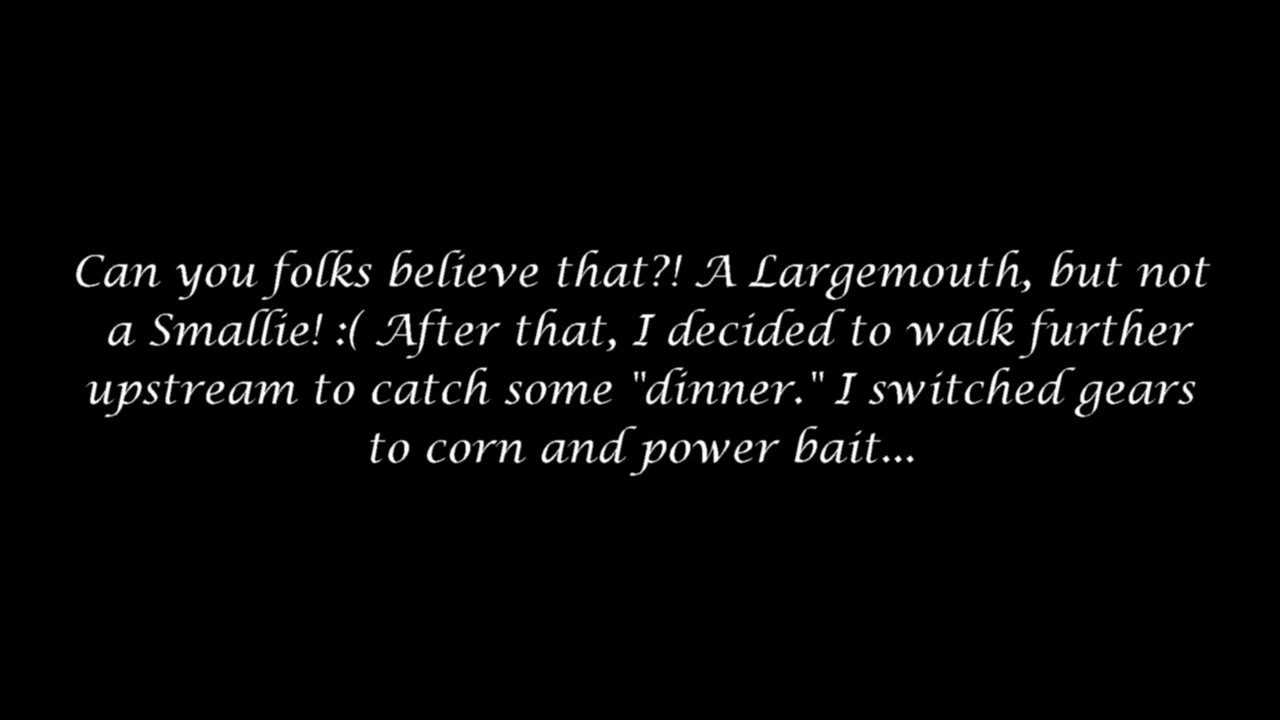 Can you folks believe that?! A Largemouth, but not
a Smallie! :( After that, I decided to walk further
upstream to catch some "dinner." I switched gears
to corn and power bait...